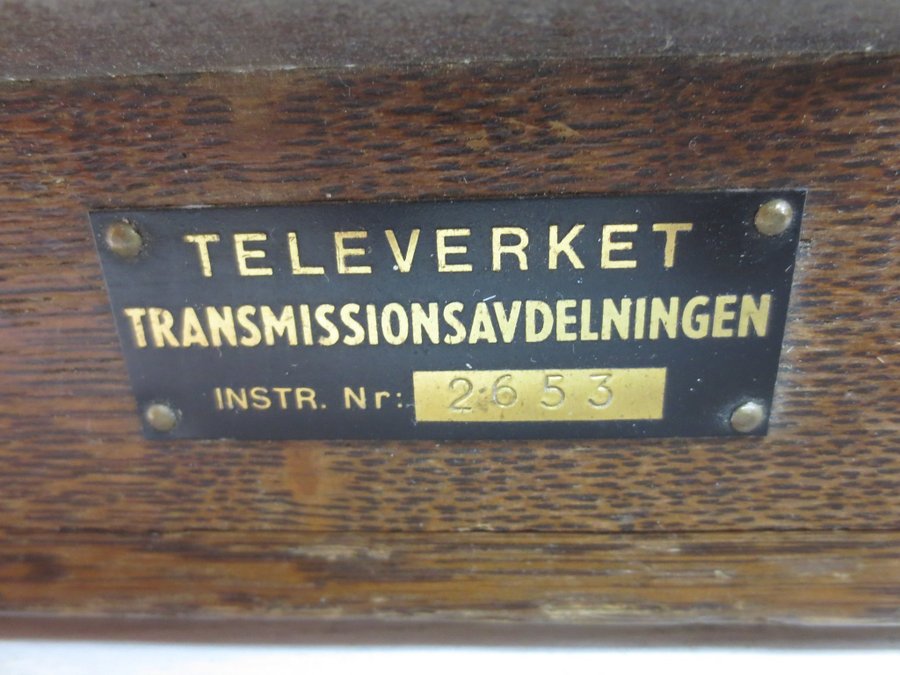 TELEVERKET
TRANSMISSIONSAVDELNINGEN
INSTR. Nr: 2653